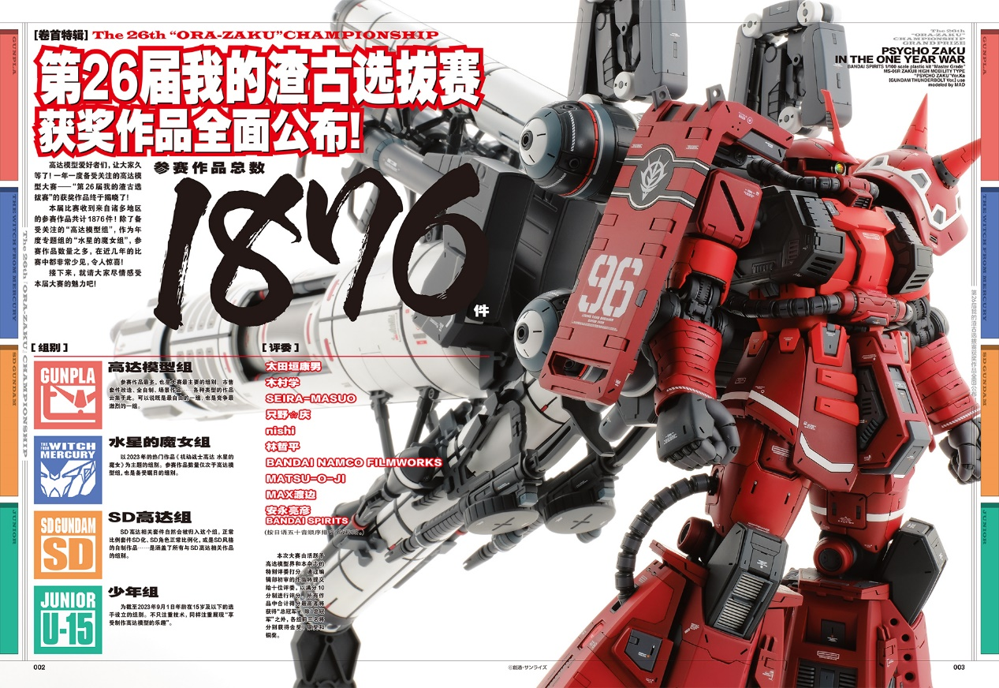 [卷首特辑] The 26th “ORA-ZAKU”CHAMPIONSHIP
第26届我的渣古选拔赛
获奖作品全面公布!
高达模型爱好者们，让大家久
等了！一年一度备受关注的高达模
型大赛——“第26届我的渣古选
拔赛”的获奖作品终于揭晓了！
本届比赛收到来自诸多地区
的参赛作品共计1876件！除了备
受关注的“高达模型组”，作为年
度专题组的“水星的魔女组”，参
赛作品数量之多，在近几年的比
赛中都非常少见，令人惊喜！
接下来，就请大家尽情感受
本届大赛的魅力吧！
参赛作品总数
1876
件
The 26th
“ORA-ZAKU”
CHAMPIONSHIP
GRAND PRIZE
PSYCHO ZAKU
IN THE ONE YEAR WAR
BANDAI SPIRITS 1/100 scale plastic kit “Master Grade”
MS-06R ZAKUII HIGH MOBILITY TYPE
“PSYCHO ZAKU”Ver.Ka
[GUNDAM THUNDERBOLT Ver.] use
modeled by MAD
[组别]
GUNPLA
高达模型组
参赛作品最多，也是大赛最主要的组别。市售
套件改造、全自制、场景作品……各种类型的作品
云集于此。可以说既是最自由的一组，也是竞争最
激烈的一组。
THE WITCH
FROM MERCURY
水星的魔女组
以2023年的热门作品《机动战士高达 水星的
魔女》为主题的组别。参赛作品数量仅次于高达模
型组，也是备受瞩目的组别。
SD GUNDAM
SD
SD高达组
SD高达相关套件自然会被归入这个组，正常
比例套件SD化、SD角色正常比例化，或是SD风格
的自制作品……是涵盖了所有与SD高达相关作品
的组别。
JUNIOR
U-15
少年组
为截至2023年9月1日年龄在15岁及以下的选
手设立的组别。不只注重技术，同样注重展现“享
受制作高达模型的乐趣”。
[评委]
太田垣康男
木村学
SEIRA-MASUO
只野☆庆
nishi
林哲平
BANDAI NAMCO FILMWORKS
MATSU-O-JI
MAX渡边
安永亮彦
BANDAI SPIRITS
(按日语五十音顺序排
本次大赛由活跃于
高达模型界和本杂志的
特别评委打分。通过编
辑部初审的作品将提交
给十位评委，以满分10
分制进行评分。所有作
品中合计得分最高者将
获得“总冠军”。除“总冠
军”之外，各组前三名将
分别获得金奖、银奖和
铜奖。
96
GUNPLA
THE WITCH FROM MERCURY
SD GUNDAM
JUNIOR
The 26th “ORA-ZAKU”CHAMPIONSHIP
GUNPLA
THE WITCH FROM MERCURY
SD GUNDAM
JUNIOR
第26届我的渣古选拔赛获奖作品全面公布!
002
©創通・サンライズ
003